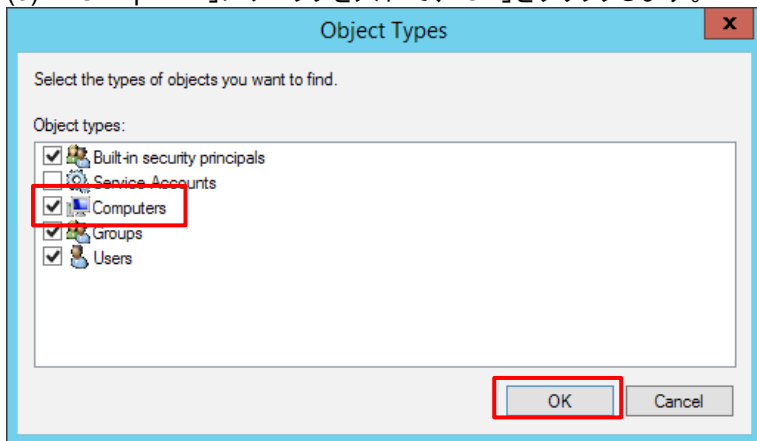 Object Types
x
Select the types of objects you want to find.
Object types:
Built-in security principals
Service Accounts
Computers
Groups
Users
OK
Cancel